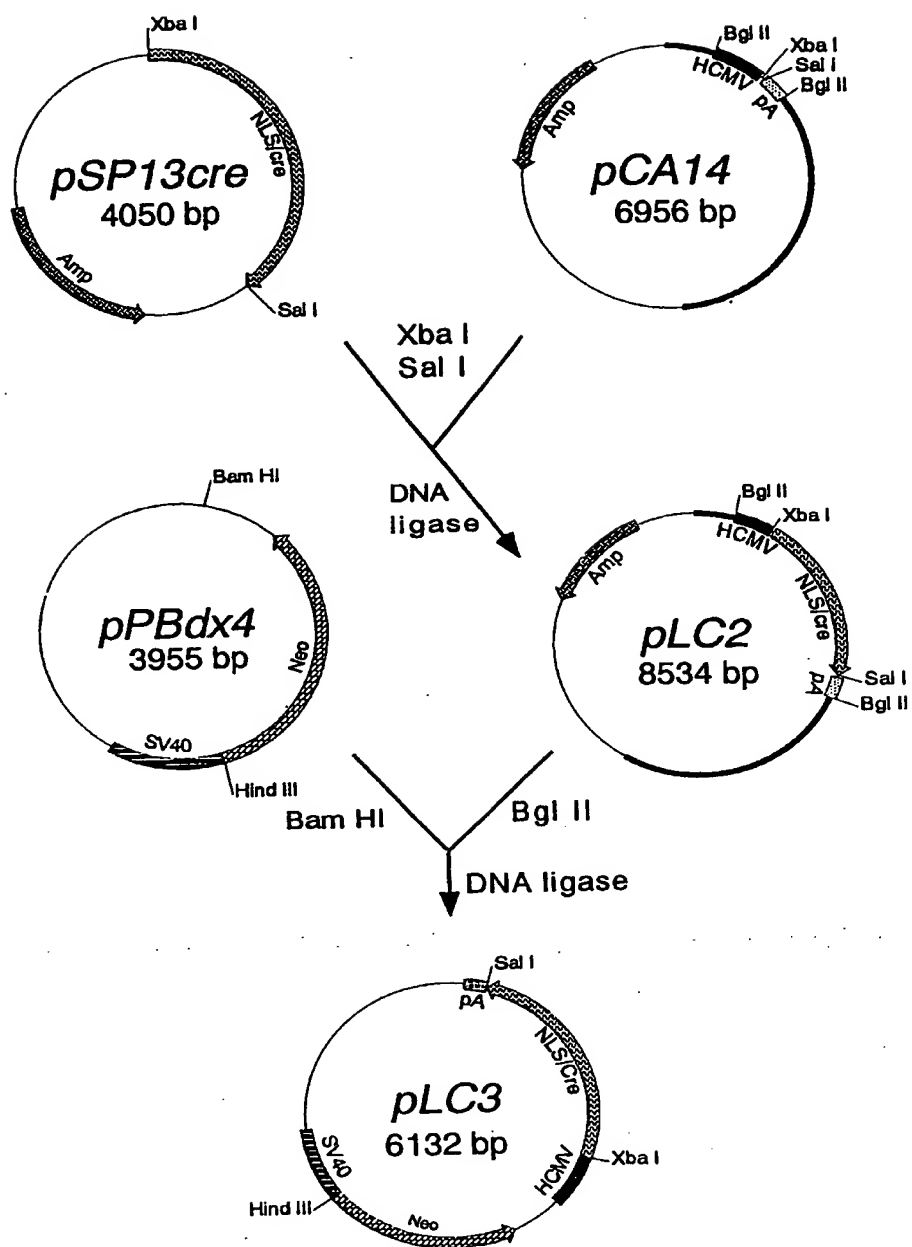 Xba I
NLS/cre
pSP13cre
4050 bp
Amp
Sal I
Bgl II
Xba I
Sal I
Bgl II
HCMV
pA
Amp
pCA14
6956 bp
Xba I
Sal I
DNA
ligase
Bam HI
pPBdx4
3955 bp
Neo
SV40
Hind III
Bgl II
Xba I
HCMV
Amp
NLS/cre
pLC2
8534 bp
Sal I
pA
Bgl II
Bam HI
Bgl II
DNA ligase
Sal I
pA
NLS/Cre
pLC3
6132 bp
SV40
Xba I
HCMV
Hind III
Neo